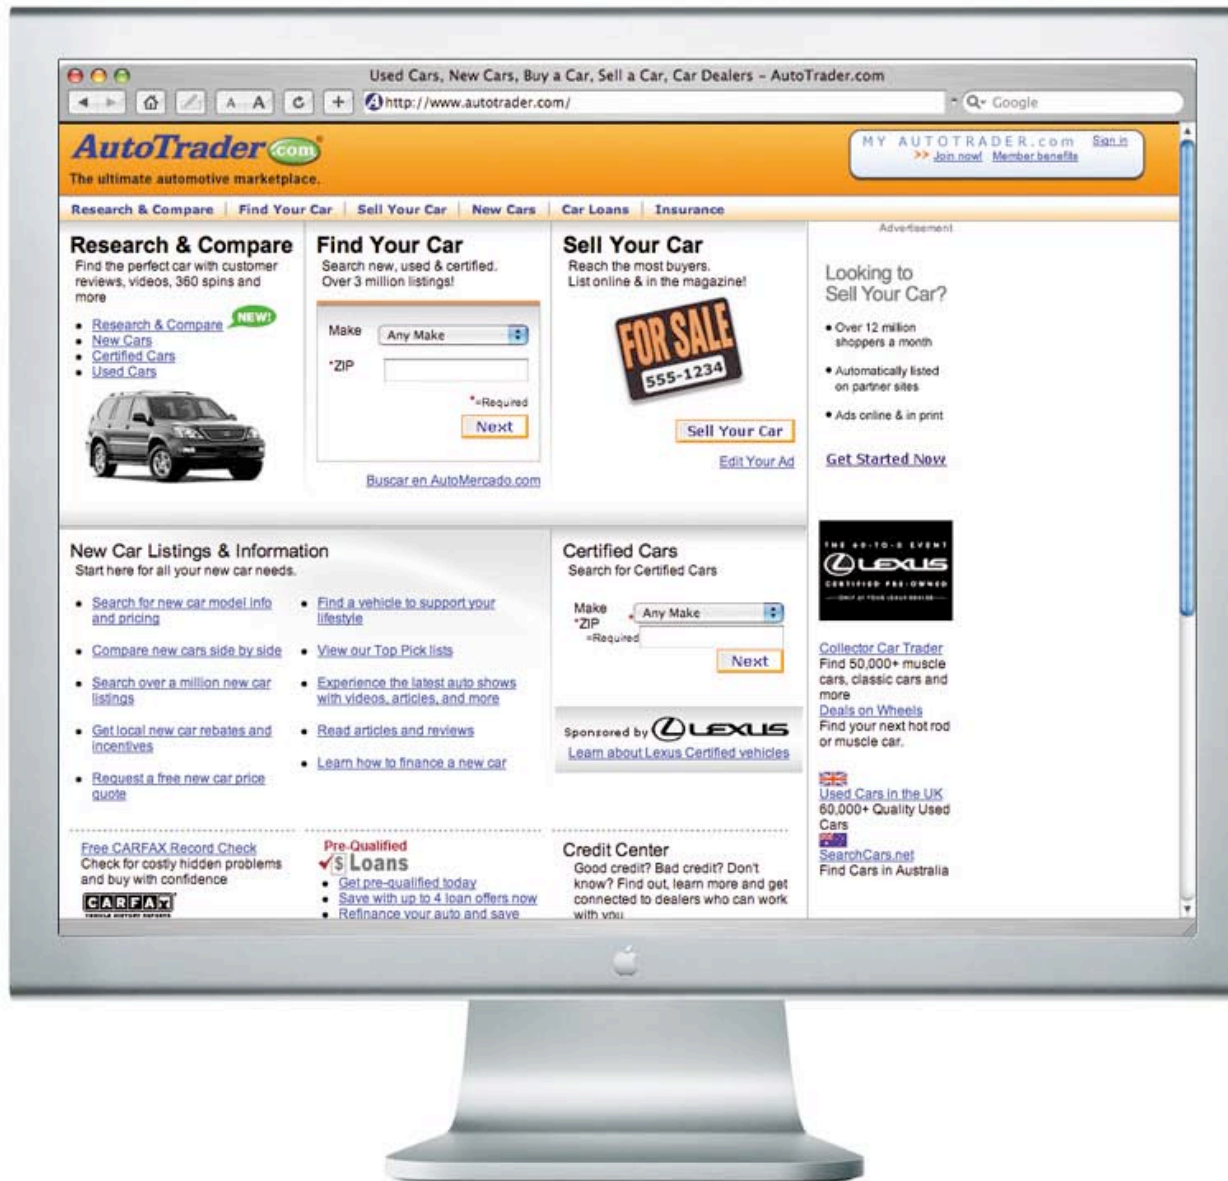 Used Cars, New Cars, Buy a Car, Sell a Car, Car Dealers – AutoTrader.com
A A
http://www.autotrader.com/
Google
AutoTrader.com
The ultimate automotive marketplace.
MY AUTOTRADER.com Sign in
>> Join now! Member benefits
Research & Compare | Find Your Car | Sell Your Car | New Cars | Car Loans | Insurance
Research & Compare
Find the perfect car with customer
reviews, videos, 360 spins and
more
• Research & Compare NEW!
• New Cars
• Certified Cars
• Used Cars
Find Your Car
Search new, used & certified.
Over 3 million listings!
Make Any Make
*ZIP
*=Required
Next
Buscar en AutoMercado.com
Sell Your Car
Reach the most buyers.
List online & in the magazine!
FOR SALE
555-1234
Sell Your Car
Edit Your Ad
Advertisement
Looking to
Sell Your Car?
• Over 12 million
shoppers a month
• Automatically listed
on partner sites
• Ads online & in print
Get Started Now
New Car Listings & Information
Start here for all your new car needs.
• Search for new car model info
and pricing
• Compare new cars side by side
• Search over a million new car
listings
• Get local new car rebates and
incentives
• Request a free new car price
quote
• Find a vehicle to support your
lifestyle
• View our Top Pick lists
• Experience the latest auto shows
with videos, articles, and more
• Read articles and reviews
• Learn how to finance a new car
Certified Cars
Search for Certified Cars
Make Any Make
*ZIP
*=Required
Next
Sponsored by LEXUS
Learn about Lexus Certified vehicles
THE 60-TO-0 EVENT
LEXUS
CERTIFIED PRE-OWNED
ONLY AT YOUR LEXUS DEALER
Collector Car Trader
Find 50,000+ muscle
cars, classic cars and
more
Deals on Wheels
Find your next hot rod
or muscle car.
Used Cars in the UK
60,000+ Quality Used
Cars
SearchCars.net
Find Cars in Australia
Free CARFAX Record Check
Check for costly hidden problems
and buy with confidence
CARFAX
VEHICLE HISTORY REPORTS
Pre-Qualified
$ Loans
• Get pre-qualified today
• Save with up to 4 loan offers now
• Refinance your auto and save
Credit Center
Good credit? Bad credit? Don't
know? Find out, learn more and get
connected to dealers who can work
with you